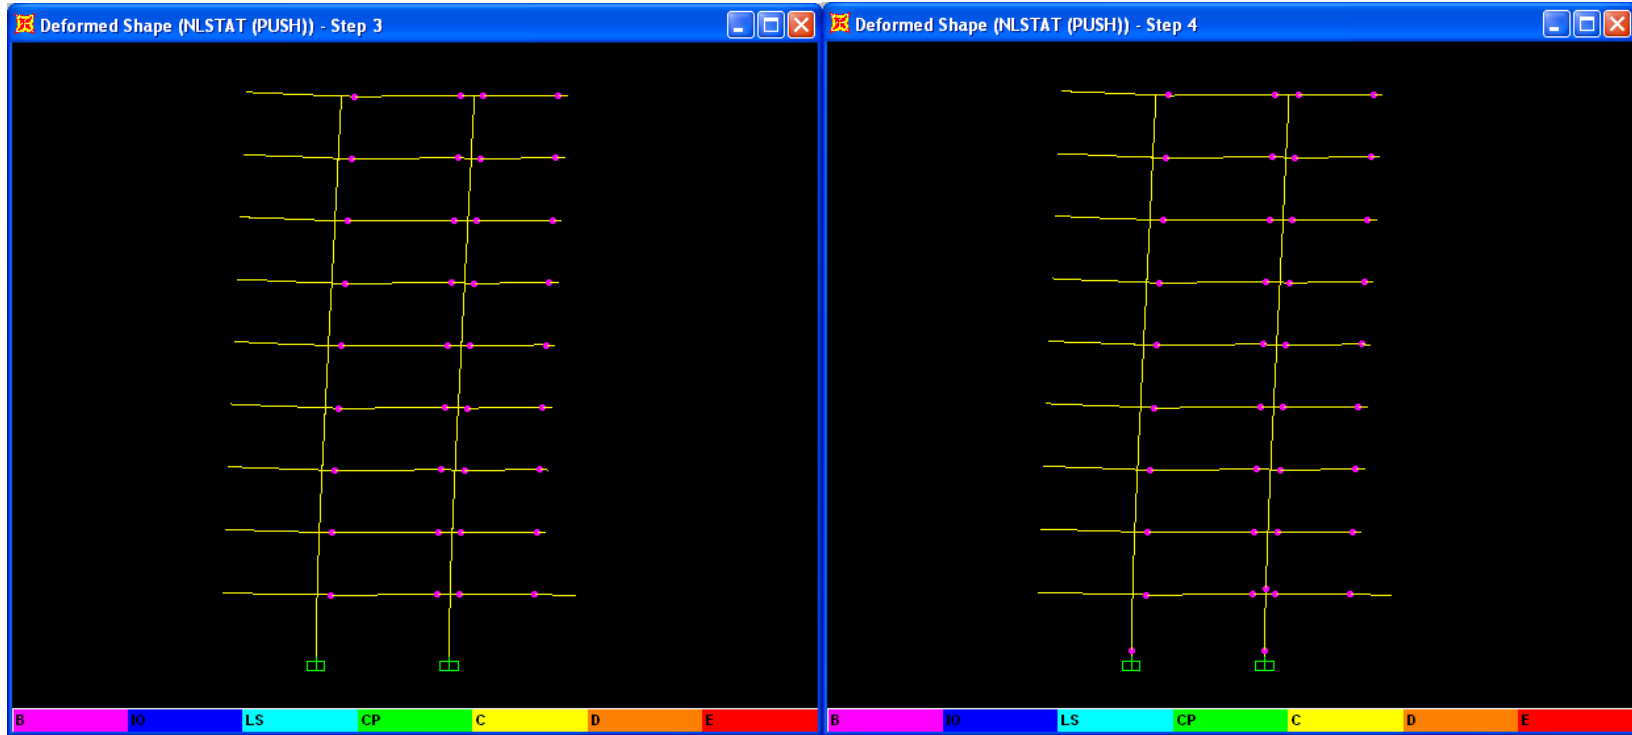 Deformed Shape (NLSTAT (PUSH)) - Step 3
B IO LS CP C D E
Deformed Shape (NLSTAT (PUSH)) - Step 4
B IO LS CP C D E